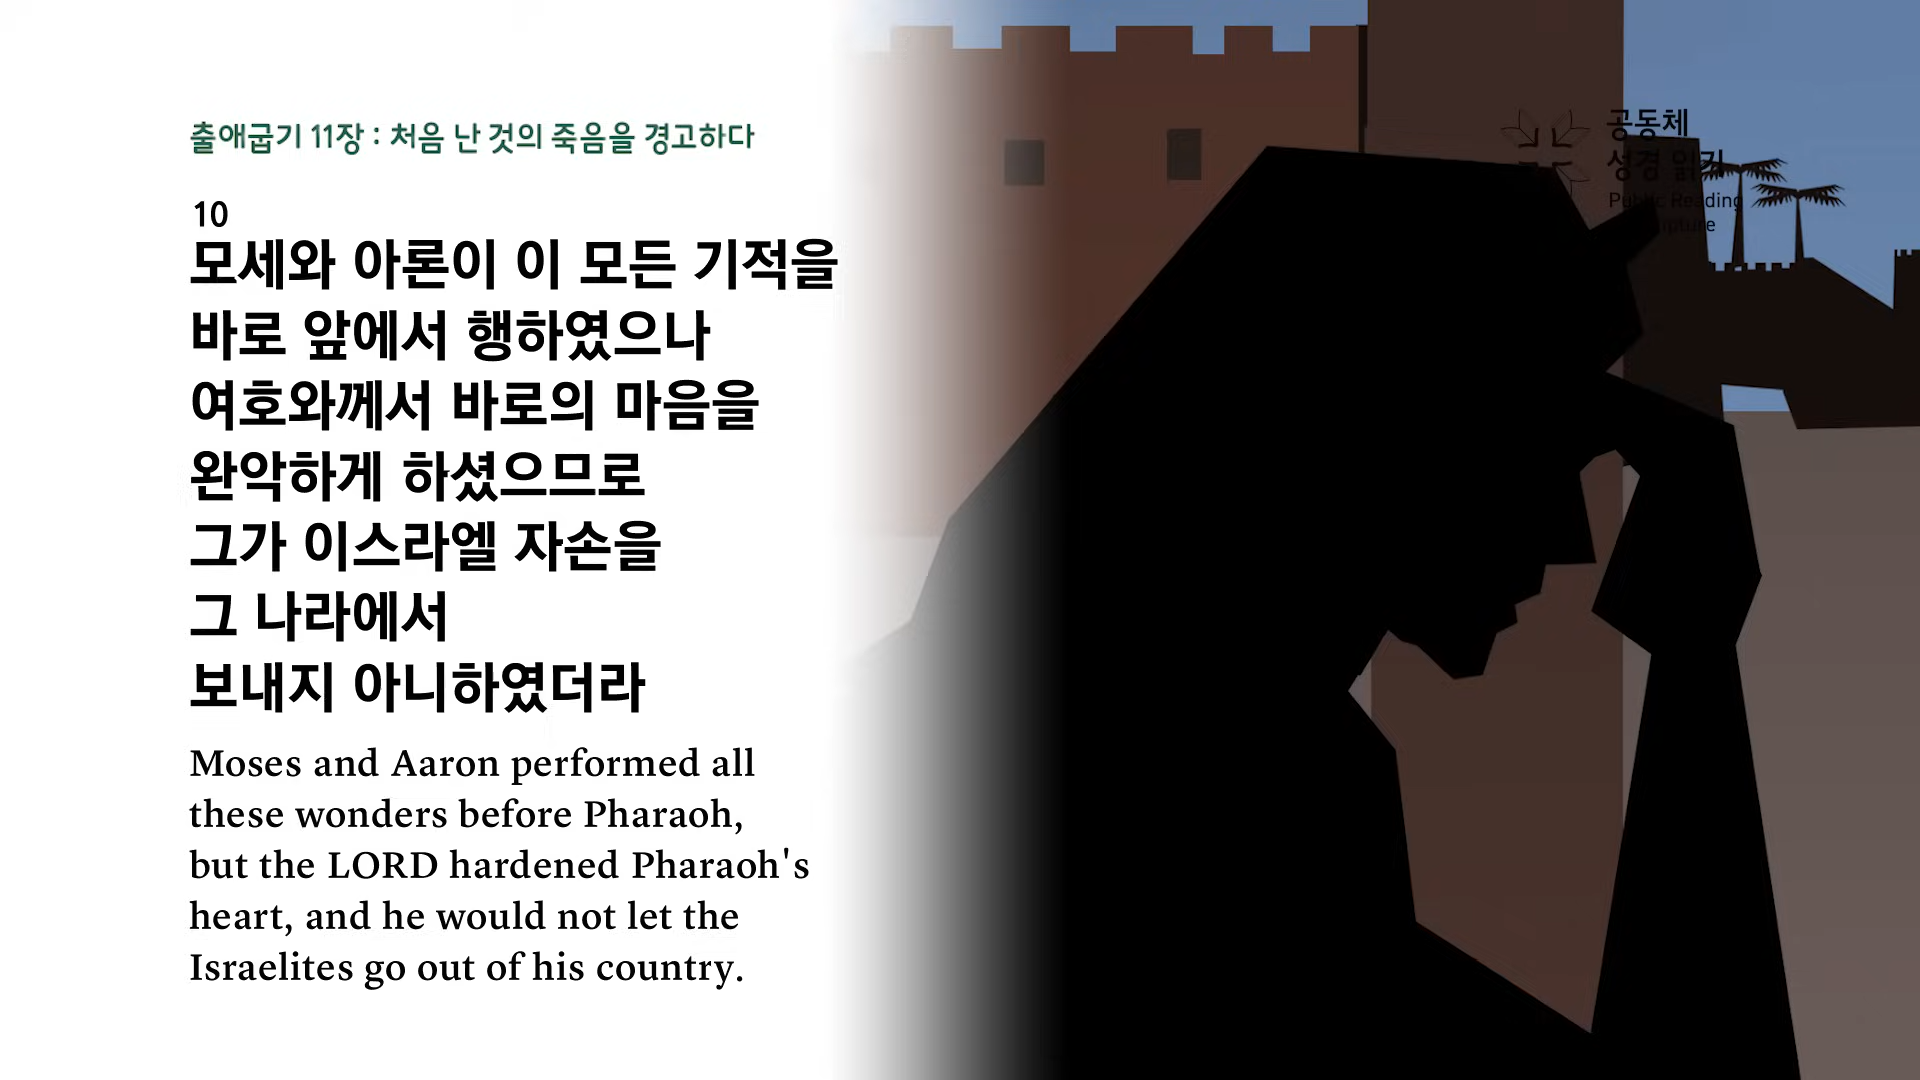 출애굽기 11장 : 처음 난 것의 죽음을 경고하다
10
모세와 아론이 이 모든 기적을
바로 앞에서 행하였으나
여호와께서 바로의 마음을
완악하게 하셨으므로
그가 이스라엘 자손을
그 나라에서
보내지 아니하였더라
Moses and Aaron performed all
these wonders before Pharaoh,
but the LORD hardened Pharaoh's
heart, and he would not let the
Israelites go out of his country.
공동체
성경 읽기
Public Reading